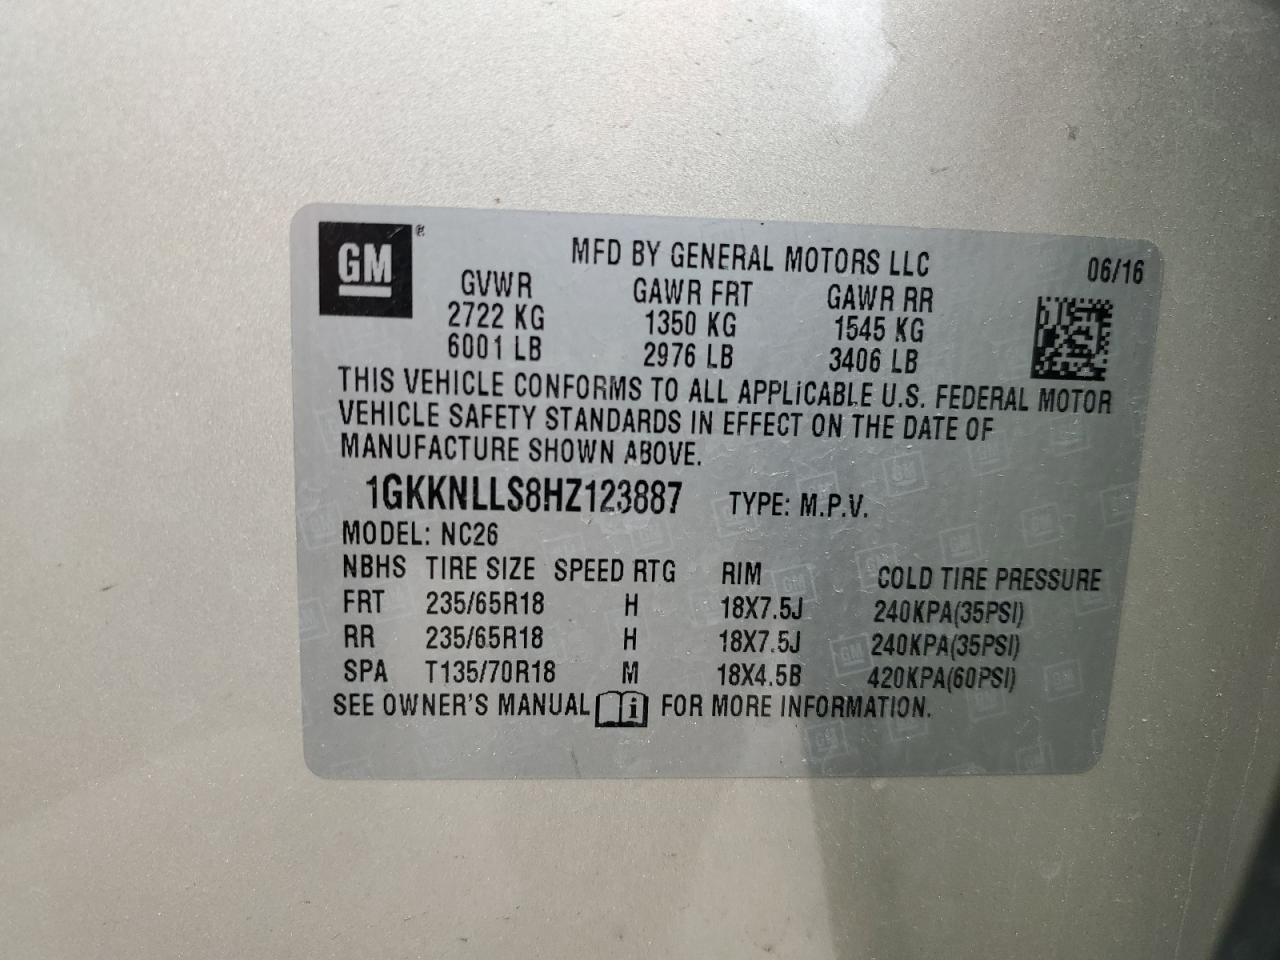 GM®
MFD BY GENERAL MOTORS LLC 06/16
GVWR GAWR FRT GAWR RR
2722 KG 1350 KG 1545 KG
6001 LB 2976 LB 3406 LB
THIS VEHICLE CONFORMS TO ALL APPLICABLE U.S. FEDERAL MOTOR
VEHICLE SAFETY STANDARDS IN EFFECT ON THE DATE OF
MANUFACTURE SHOWN ABOVE.
1GKKNLLS8HZ123887 TYPE: M.P.V.
MODEL: NC26
NBHS TIRE SIZE SPEED RTG RIM COLD TIRE PRESSURE
FRT 235/65R18 H 18X7.5J 240KPA(35PSI)
RR 235/65R18 H 18X7.5J 240KPA(35PSI)
SPA T135/70R18 M 18X4.5B 420KPA(60PSI)
SEE OWNER'S MANUAL i FOR MORE INFORMATION.